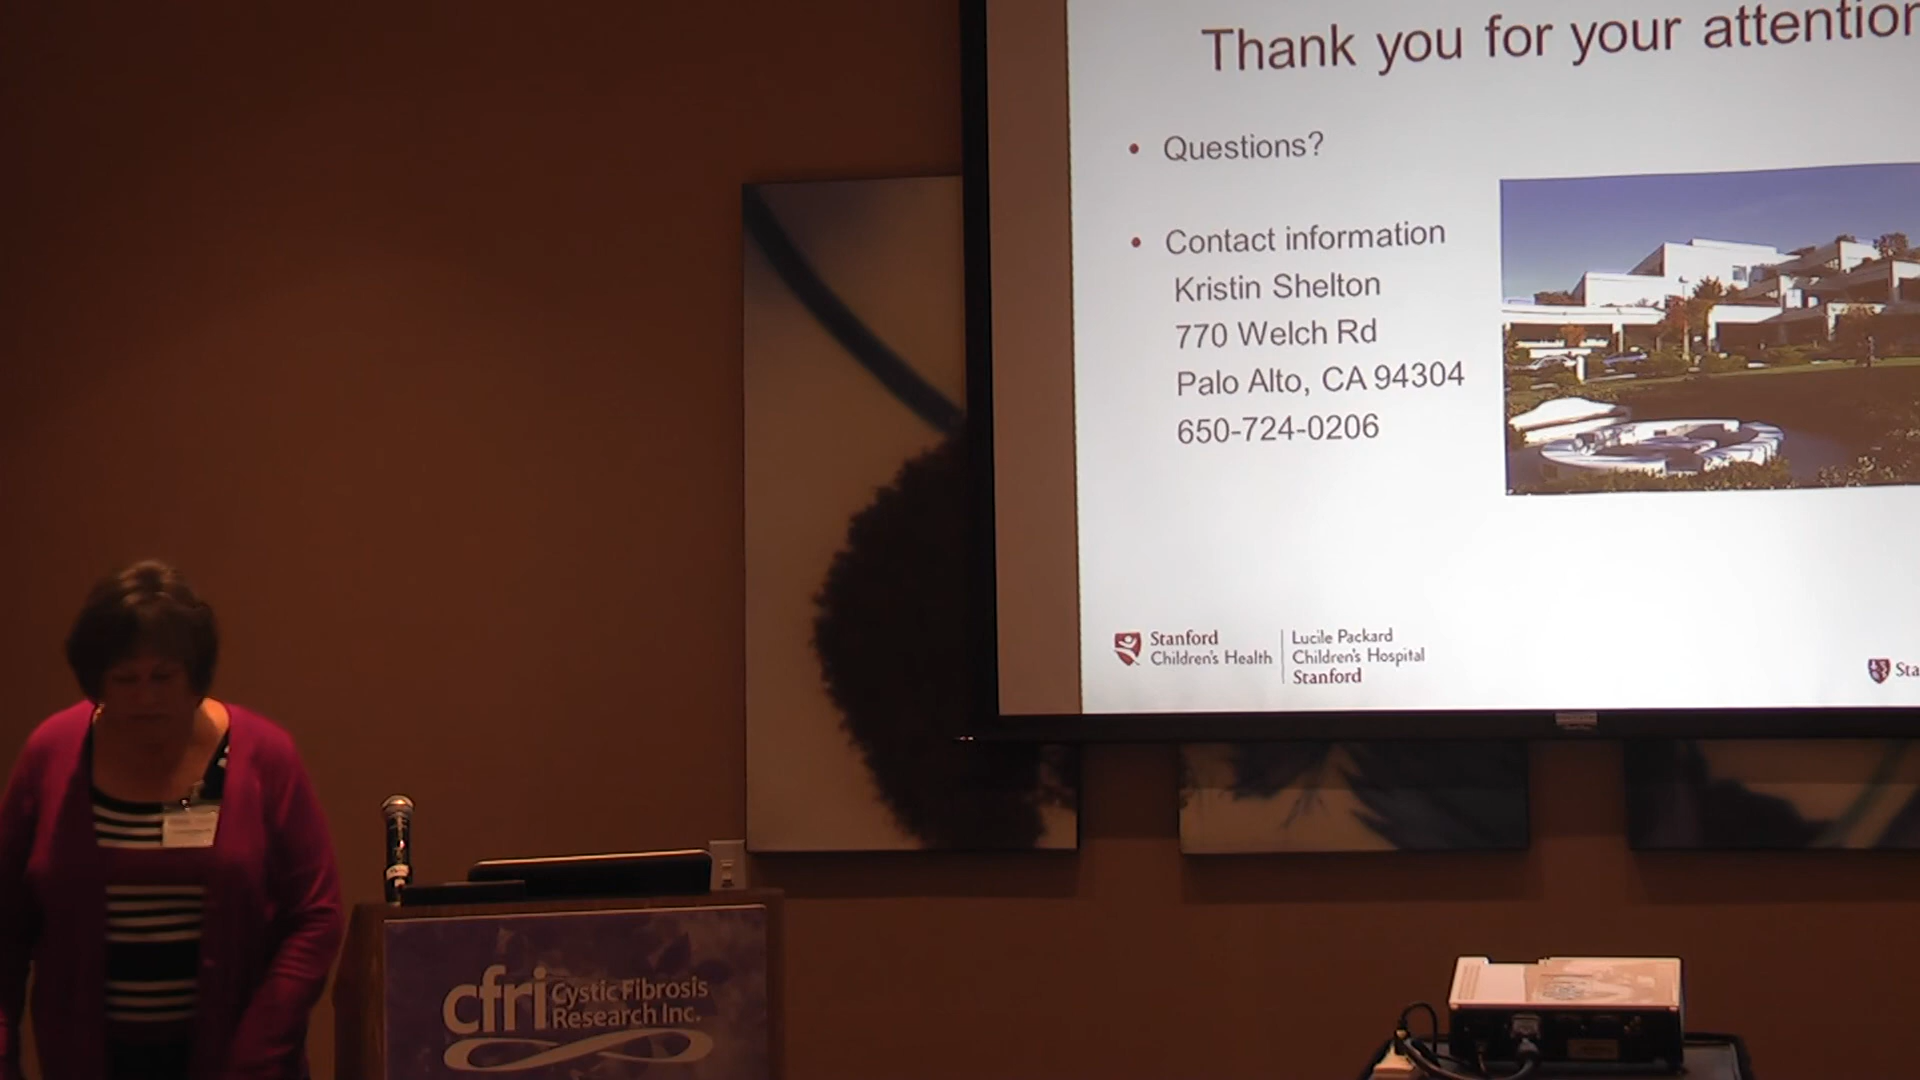 Thank you for your attention
• Questions?
• Contact information
Kristin Shelton
770 Welch Rd
Palo Alto, CA 94304
650-724-0206
Stanford
Children's Health
Lucile Packard
Children's Hospital
Stanford
Sta
cfri Cystic Fibrosis
Research Inc.